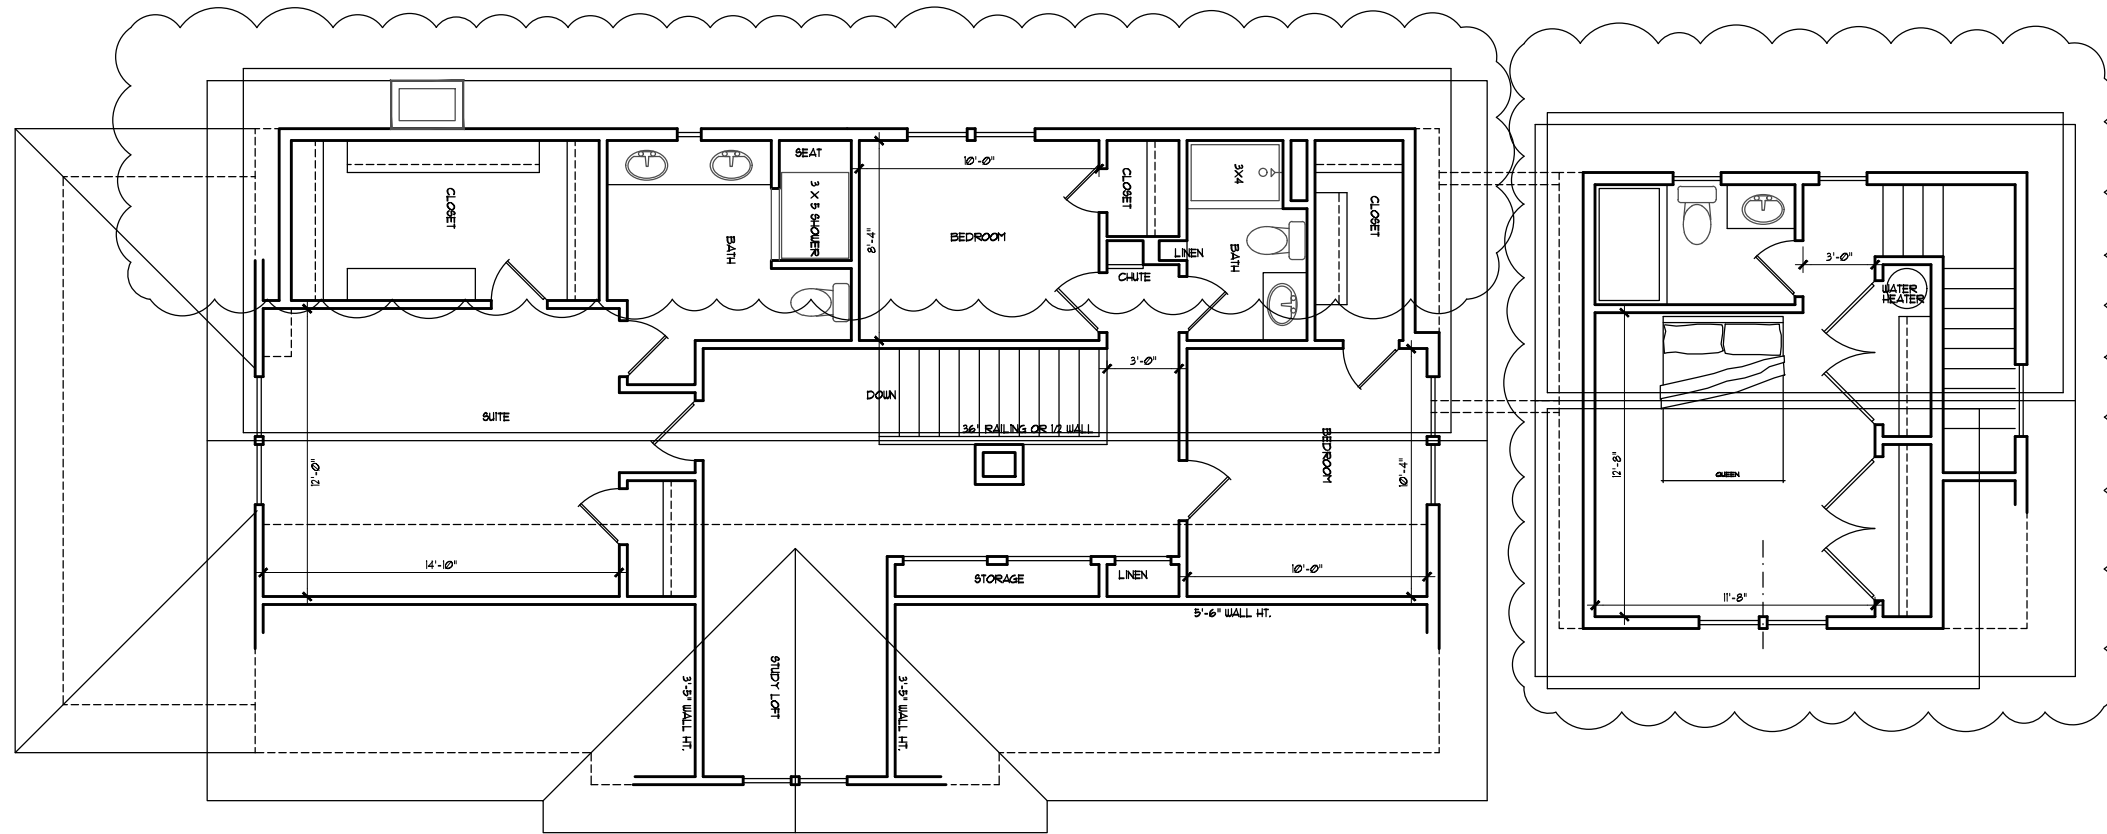 SEAT
10'-0"
CLOSET
3 X 5 SHOWER
BATH
8'-4"
BEDROOM
CLOSET
3X4
CLOSET
LINEN
BATH
CHUTE
3'-0"
DOWN
SUITE
36' RAILING OR 1/2 WALL
BEDROOM
10'-4"
12'-0"
14'-10"
STORAGE
LINEN
10'-0"
5'-6" WALL HT.
STUDY LOFT
3'-5" WALL HT.
3'-5" WALL HT.
3'-0"
WATER
HEATER
12'-8"
QUEEN
11'-8"